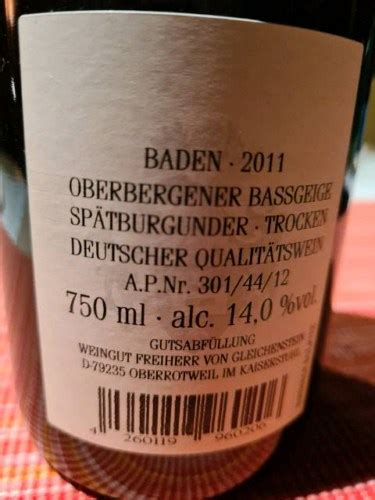 BADEN · 2011
OBERBERGENER BASSGEIGE
SPÄTBURGUNDER · TROCKEN
DEUTSCHER QUALITÄTSWEIN
A.P.Nr. 301/44/12
750 ml · alc. 14,0 %vol.
GUTSABFÜLLUNG
WEINGUT FREIHERR VON GLEICHENSTEIN
D-79235 OBERROTWEIL IM KAISERSTUHL
4 260119 960206